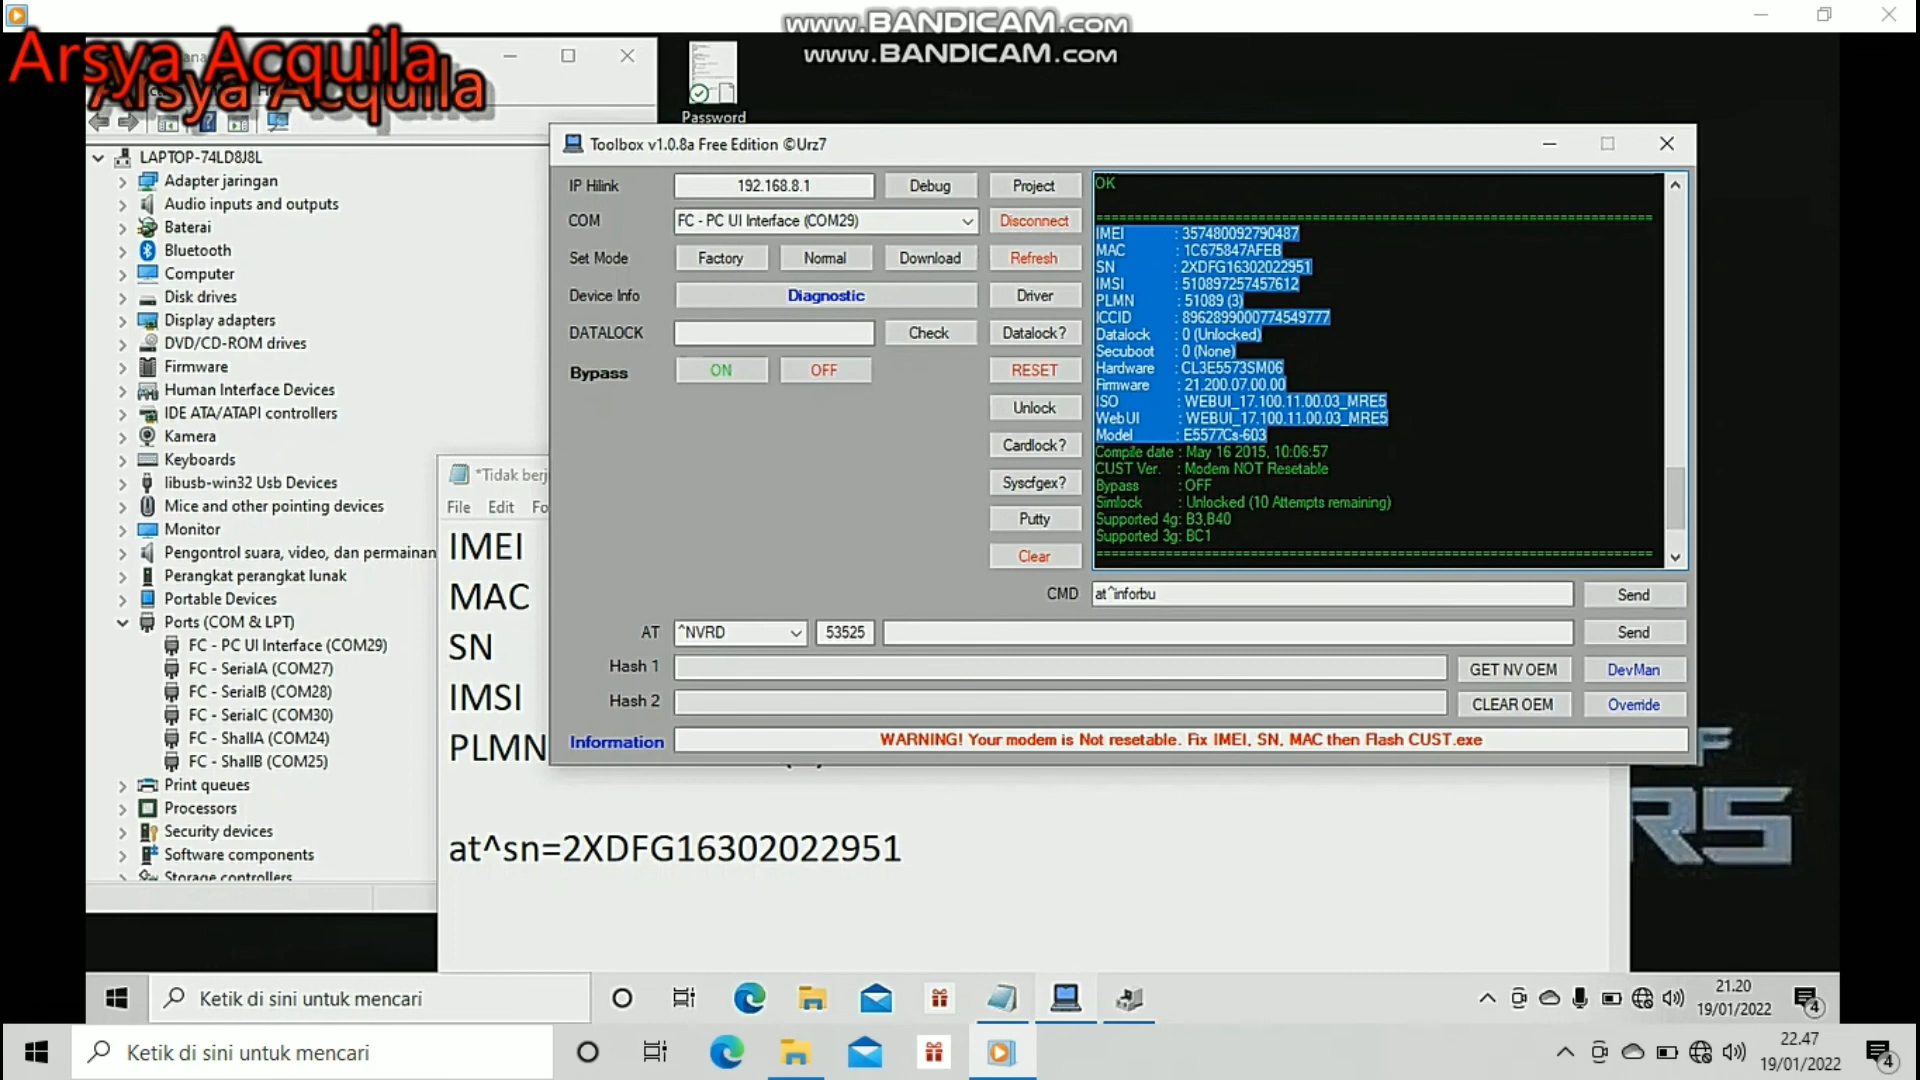 www.BANDICAM.com
www.BANDICAM.com
Arsya Acquila
Arsya Acquila
Password
LAPTOP-74LD8J8L
Adapter jaringan
Audio inputs and outputs
Baterai
Bluetooth
Computer
Disk drives
Display adapters
DVD/CD-ROM drives
Firmware
Human Interface Devices
IDE ATA/ATAPI controllers
Kamera
Keyboards
libusb-win32 Usb Devices
Mice and other pointing devices
Monitor
Pengontrol suara, video, dan permainan
Perangkat perangkat lunak
Portable Devices
Ports (COM & LPT)
FC - PC UI Interface (COM29)
FC - SerialA (COM27)
FC - SerialB (COM28)
FC - SerialC (COM30)
FC - ShallA (COM24)
FC - ShallB (COM25)
Print queues
Processors
Security devices
Software components
Storage controllers
Toolbox v1.0.8a Free Edition ©Urz7
IP Hilink 192.168.8.1 Debug Project
COM FC - PC UI Interface (COM29) Disconnect
Set Mode Factory Normal Download Refresh
Device Info Diagnostic Driver
DATALOCK Check Datalock?
Bypass ON OFF RESET
Unlock
Cardlock?
Syscfgex?
Putty
Clear
OK
==========
IMEI : 357480092790487
MAC : 1C675847AFEB
SN : 2XDFG16302022951
IMSI : 510897257457612
PLMN : 51089 (3)
ICCID : 8962899000774549777
Datalock : 0 (Unlocked)
Secuboot : 0 (None)
Hardware : CL3E5573SM06
Firmware : 21.200.07.00.00
ISO : WEBUI_17.100.11.00.03_MRE5
WebUI : WEBUI_17.100.11.00.03_MRE5
Model : E5577Cs-603
Compile date : May 16 2015, 10:06:57
CUST Ver. : Modem NOT Resetable
Bypass : OFF
Simlock : Unlocked (10 Attempts remaining)
Supported 4g: B3,B40
Supported 3g: BC1
==========
CMD at^inforbu Send
AT ^NVRD 53525 Send
Hash 1 GET NV OEM DevMan
Hash 2 CLEAR OEM Override
Information WARNING! Your modem is Not resetable. Fix IMEI, SN, MAC then Flash CUST.exe
*Tidak berj
File Edit Fo
IMEI
MAC
SN
IMSI
PLMN
at^sn=2XDFG16302022951
RS
Ketik di sini untuk mencari
21.20
19/01/2022
4
Ketik di sini untuk mencari
22.47
19/01/2022
4